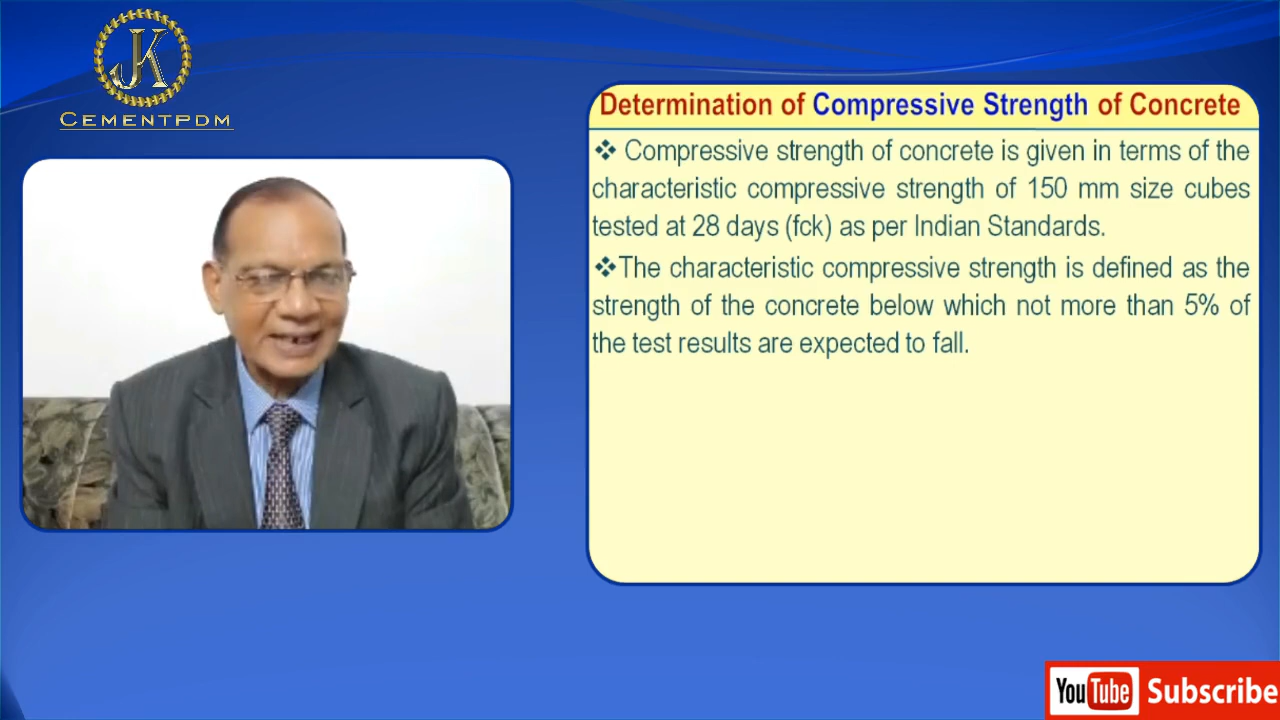 JK
CEMENTPDM
Determination of Compressive Strength of Concrete
❖ Compressive strength of concrete is given in terms of the
characteristic compressive strength of 150 mm size cubes
tested at 28 days (fck) as per Indian Standards.
❖The characteristic compressive strength is defined as the
strength of the concrete below which not more than 5% of
the test results are expected to fall.
YouTube Subscribe